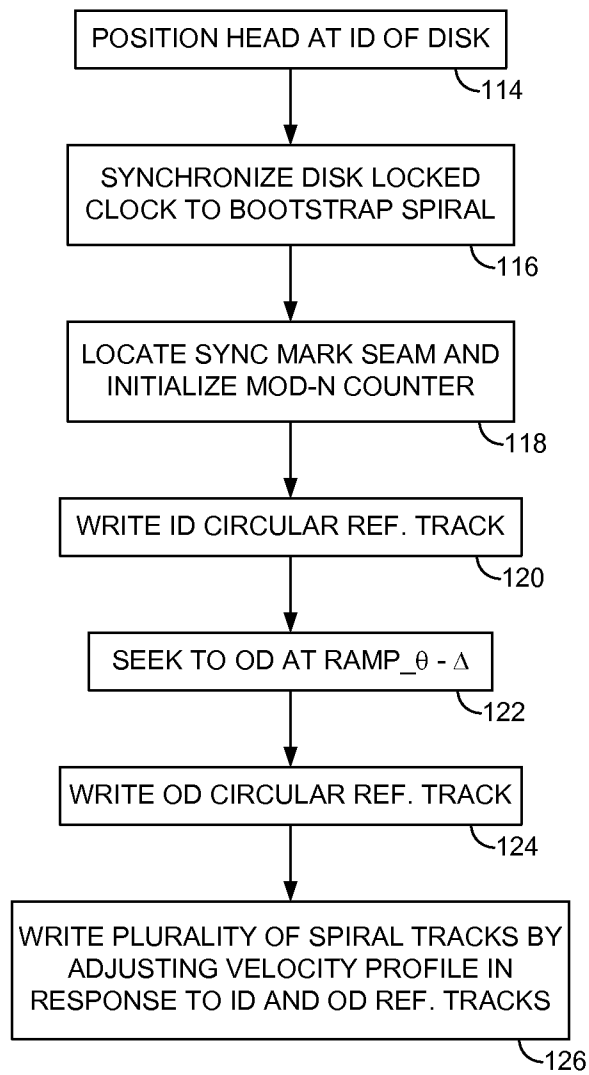 POSITION HEAD AT ID OF DISK
114
SYNCHRONIZE DISK LOCKED
CLOCK TO BOOTSTRAP SPIRAL
116
LOCATE SYNC MARK SEAM AND
INITIALIZE MOD-N COUNTER
118
WRITE ID CIRCULAR REF. TRACK
120
SEEK TO OD AT RAMP_θ - Δ
122
WRITE OD CIRCULAR REF. TRACK
124
WRITE PLURALITY OF SPIRAL TRACKS BY
ADJUSTING VELOCITY PROFILE IN
RESPONSE TO ID AND OD REF. TRACKS
126